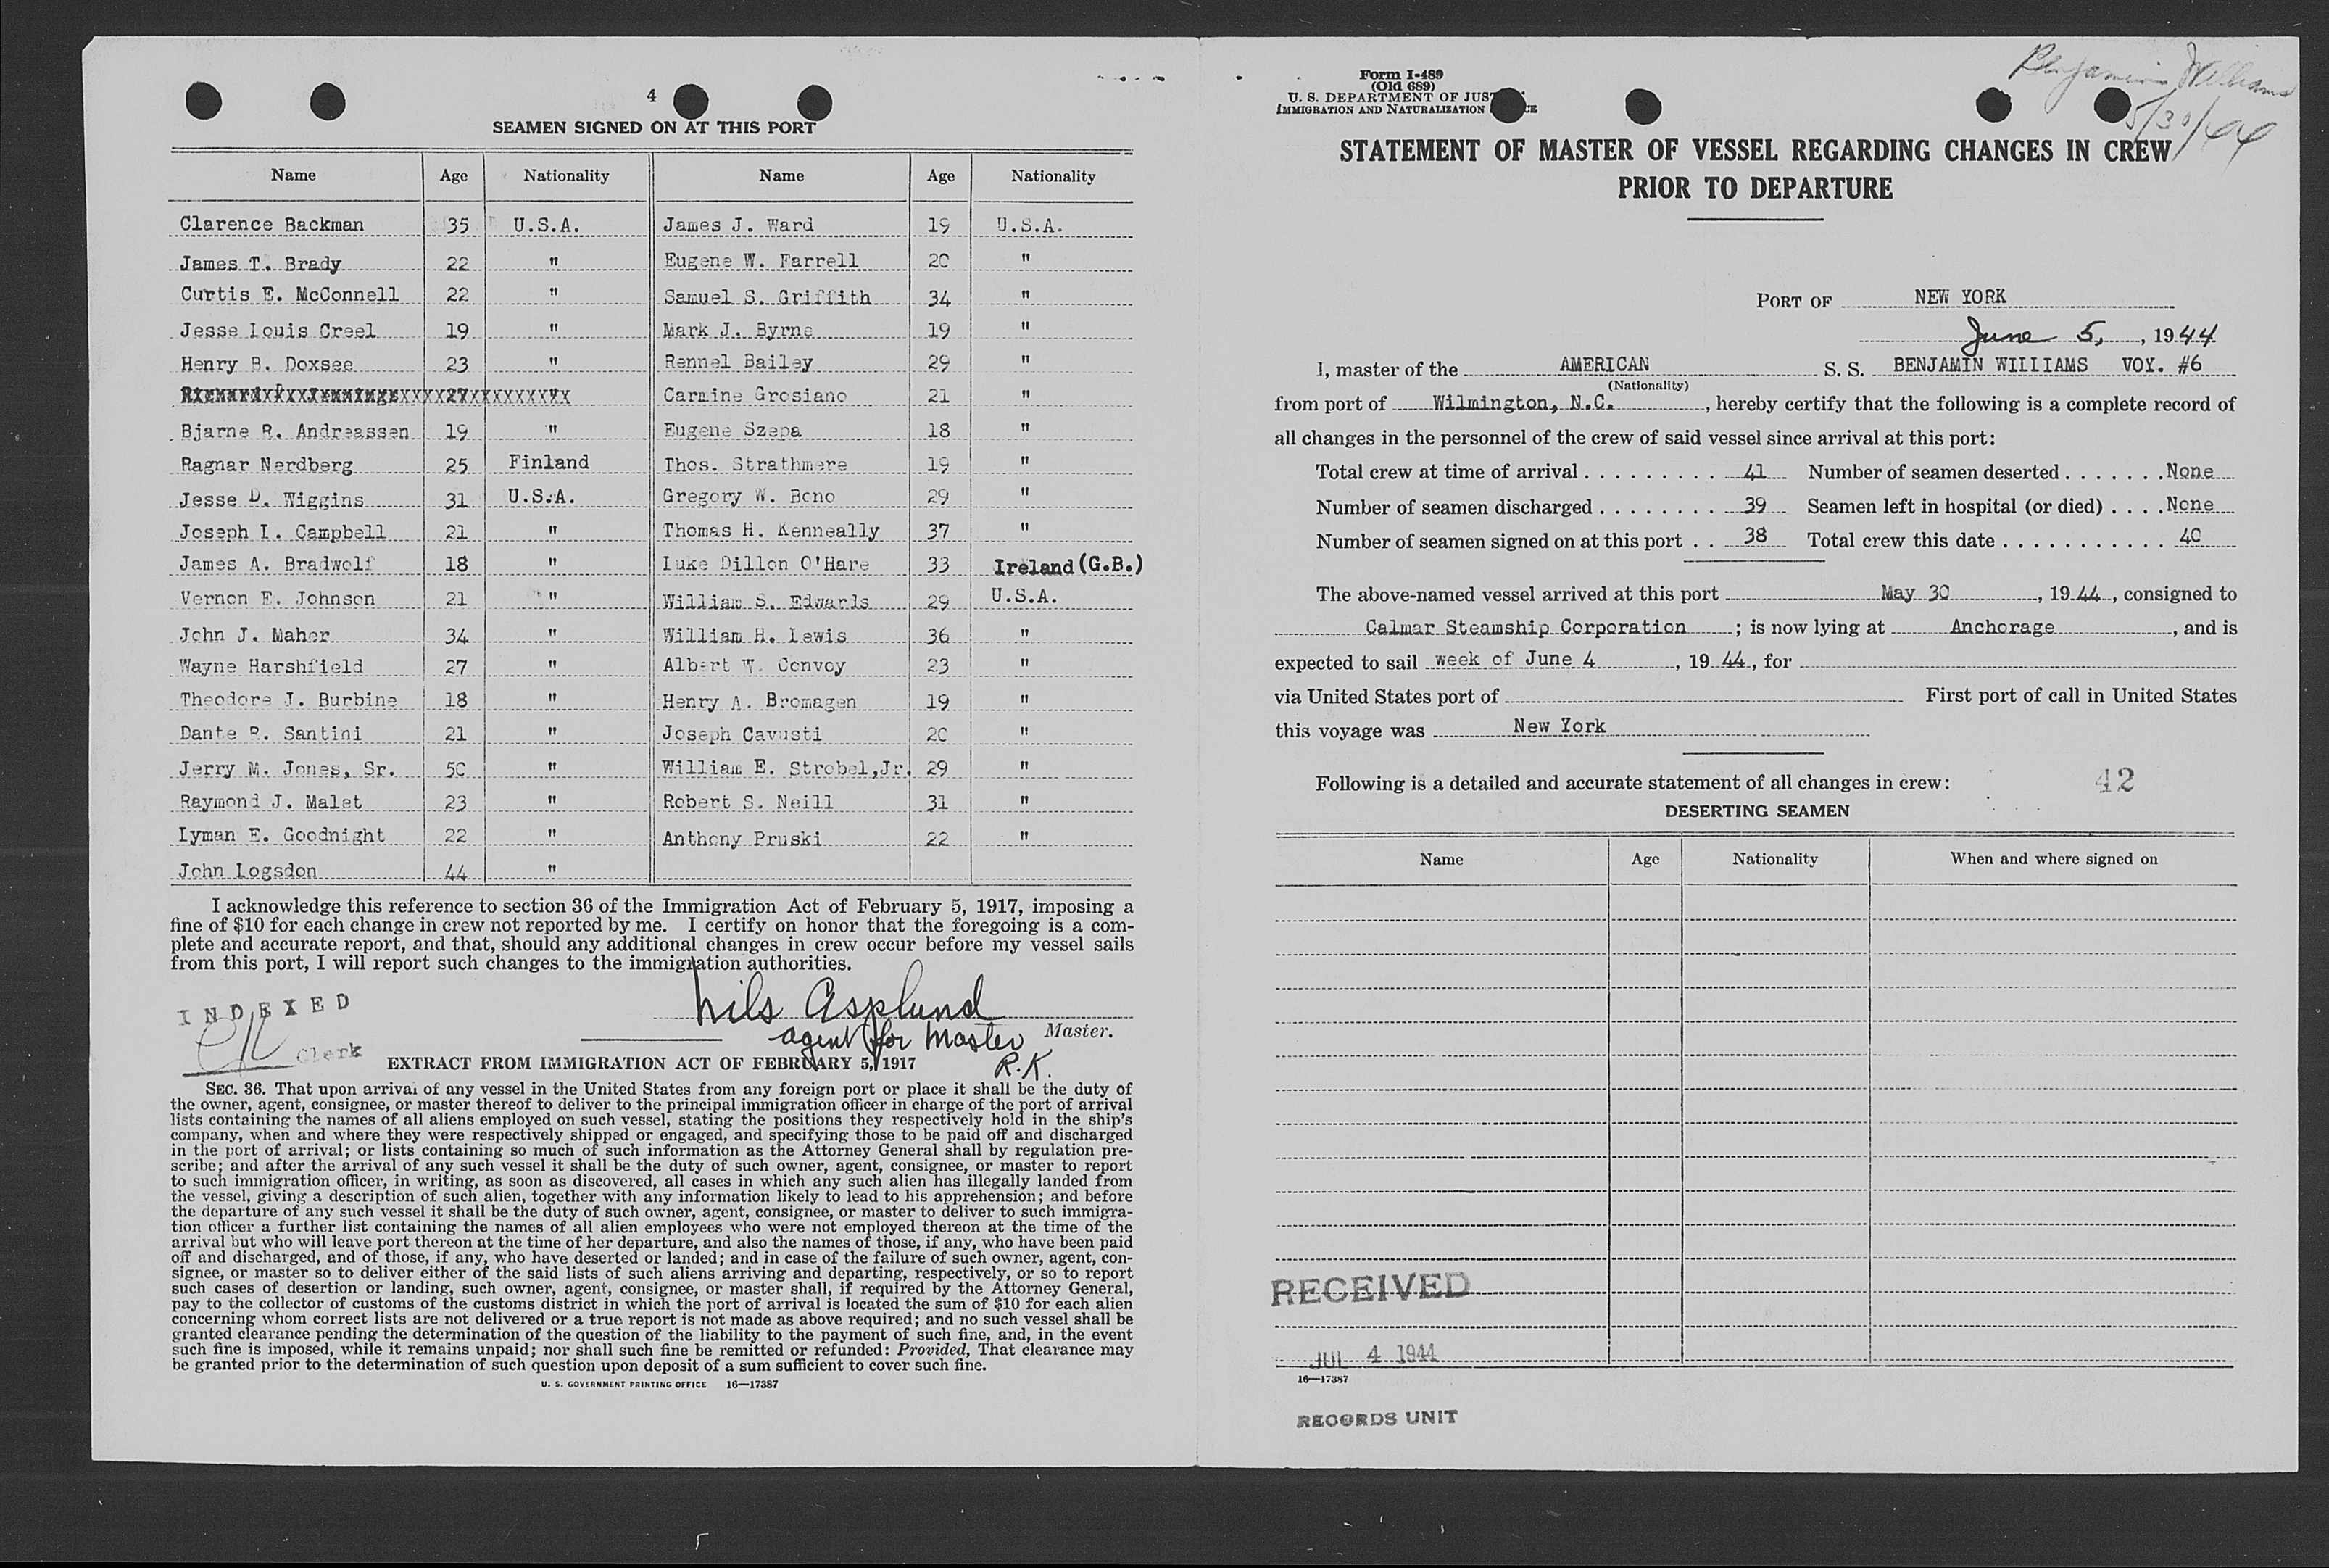 4
SEAMEN SIGNED ON AT THIS PORT
Name Age Nationality Name Age Nationality
Clarence Backman 35 U.S.A. James J. Ward 19 U.S.A.
James T. Brady 22 " Eugene W. Farrell 20 "
Curtis E. McConnell 22 " Samuel S. Griffith 34 "
Jesse Louis Creel 19 " Mark J. Byrne 19 "
Henry B. Doxsee 23 " Rennel Bailey 29 "
27 Carmine Grosiano 21 "
Bjarne R. Andreassen 19 " Eugene Szepa 18 "
Ragnar Nerdberg 25 Finland Thos. Strathmere 19 "
Jesse D. Wiggins 31 U.S.A. Gregory W. Bono 29 "
Joseph I. Campbell 21 " Thomas H. Kenneally 37 "
James A. Bradwolf 18 " Luke Dillon O'Hare 33 Ireland (G.B.)
Vernon E. Johnson 21 " William S. Edwards 29 U.S.A.
John J. Maher 34 " William H. Lewis 36 "
Wayne Harshfield 27 " Albert W. Convoy 23 "
Theodore J. Burbine 18 " Henry A. Bromagen 19 "
Dante R. Santini 21 " Joseph Cavusti 20 "
Jerry M. Jones, Sr. 50 " William E. Strobel, Jr. 29 "
Raymond J. Malet 23 " Robert S. Neill 31 "
Lyman E. Goodnight 22 " Anthony Pruski 22 "
John Logsdon 44 "
I acknowledge this reference to section 36 of the Immigration Act of February 5, 1917, imposing a
fine of $10 for each change in crew not reported by me. I certify on honor that the foregoing is a com-
plete and accurate report, and that, should any additional changes in crew occur before my vessel sails
from this port, I will report such changes to the immigration authorities.
INDEXED
Nils Asplund
agent for Master Master.
Clerk
R.K.
EXTRACT FROM IMMIGRATION ACT OF FEBRUARY 5, 1917
SEC. 36. That upon arrival of any vessel in the United States from any foreign port or place it shall be the duty of
the owner, agent, consignee, or master thereof to deliver to the principal immigration officer in charge of the port of arrival
lists containing the names of all aliens employed on such vessel, stating the positions they respectively hold in the ship's
company, when and where they were respectively shipped or engaged, and specifying those to be paid off and discharged
in the port of arrival; or lists containing so much of such information as the Attorney General shall by regulation pre-
scribe; and after the arrival of any such vessel it shall be the duty of such owner, agent, consignee, or master to report
to such immigration officer, in writing, as soon as discovered, all cases in which any such alien has illegally landed from
the vessel, giving a description of such alien, together with any information likely to lead to his apprehension; and before
the departure of any such vessel it shall be the duty of such owner, agent, consignee, or master to deliver to such immigra-
tion officer a further list containing the names of all alien employees who were not employed thereon at the time of the
arrival but who will leave port thereon at the time of her departure, and also the names of those, if any, who have been paid
off and discharged, and of those, if any, who have deserted or landed; and in case of the failure of such owner, agent, con-
signee, or master so to deliver either of the said lists of such aliens arriving and departing, respectively, or so to report
such cases of desertion or landing, such owner, agent, consignee, or master shall, if required by the Attorney General,
pay to the collector of customs of the customs district in which the port of arrival is located the sum of $10 for each alien
concerning whom correct lists are not delivered or a true report is not made as above required; and no such vessel shall be
granted clearance pending the determination of the question of the liability to the payment of such fine, and, in the event
such fine is imposed, while it remains unpaid; nor shall such fine be remitted or refunded: Provided, That clearance may
be granted prior to the determination of such question upon deposit of a sum sufficient to cover such fine.
U. S. GOVERNMENT PRINTING OFFICE 16—17387
Form I-489
(Old 689)
U. S. DEPARTMENT OF JUS
IMMIGRATION AND NATURALIZATION
Benjamin Williams
5/30/44
STATEMENT OF MASTER OF VESSEL REGARDING CHANGES IN CREW
PRIOR TO DEPARTURE
PORT OF NEW YORK
June 5, , 1944
I, master of the AMERICAN S. S. BENJAMIN WILLIAMS VOY. #6
(Nationality)
from port of Wilmington, N.C. , hereby certify that the following is a complete record of
all changes in the personnel of the crew of said vessel since arrival at this port:
Total crew at time of arrival . . . . . . . . . 41 Number of seamen deserted . . . . . . . None
Number of seamen discharged . . . . . . . . 39 Seamen left in hospital (or died) . . . . None
Number of seamen signed on at this port . . 38 Total crew this date . . . . . . . . . . . 40
The above-named vessel arrived at this port May 30 , 1944 , consigned to
Calmar Steamship Corporation ; is now lying at Anchorage , and is
expected to sail week of June 4 , 19 44 , for
via United States port of First port of call in United States
this voyage was New York
Following is a detailed and accurate statement of all changes in crew: 42
DESERTING SEAMEN
Name Age Nationality When and where signed on
RECEIVED
JUL 4 1944
16—17387
RECORDS UNIT